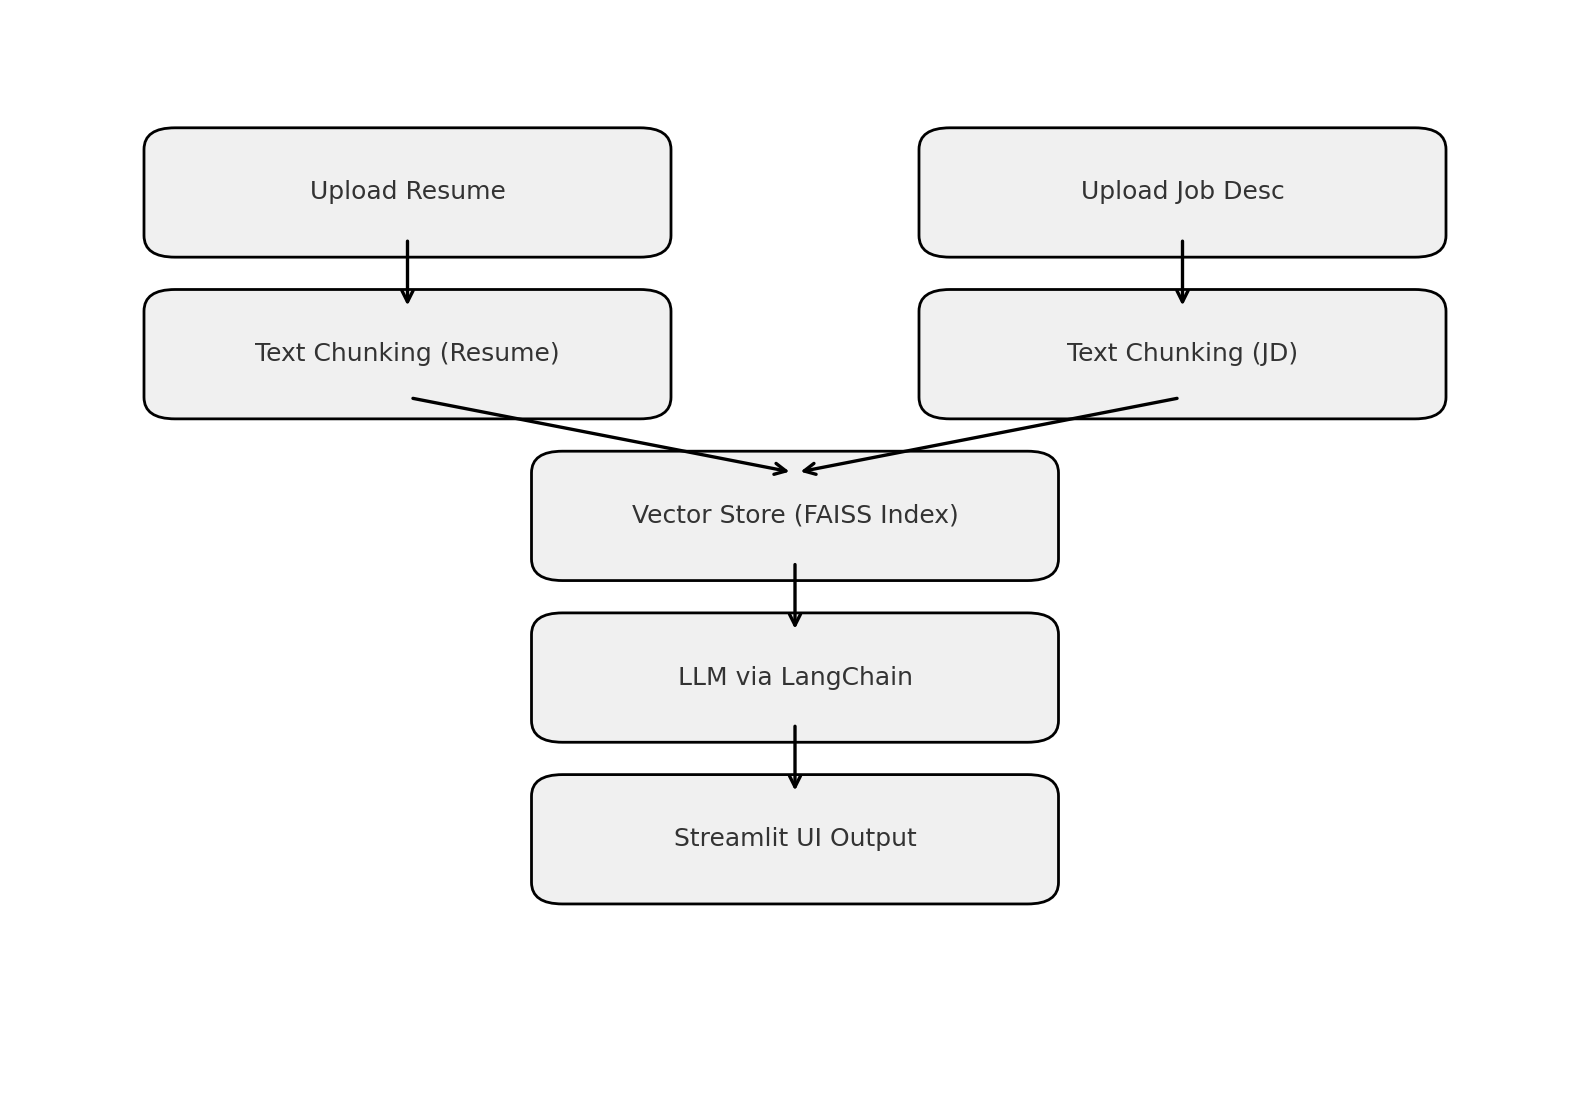 Upload Resume
Upload Job Desc
Text Chunking (Resume)
Text Chunking (JD)
Vector Store (FAISS Index)
LLM via LangChain
Streamlit UI Output